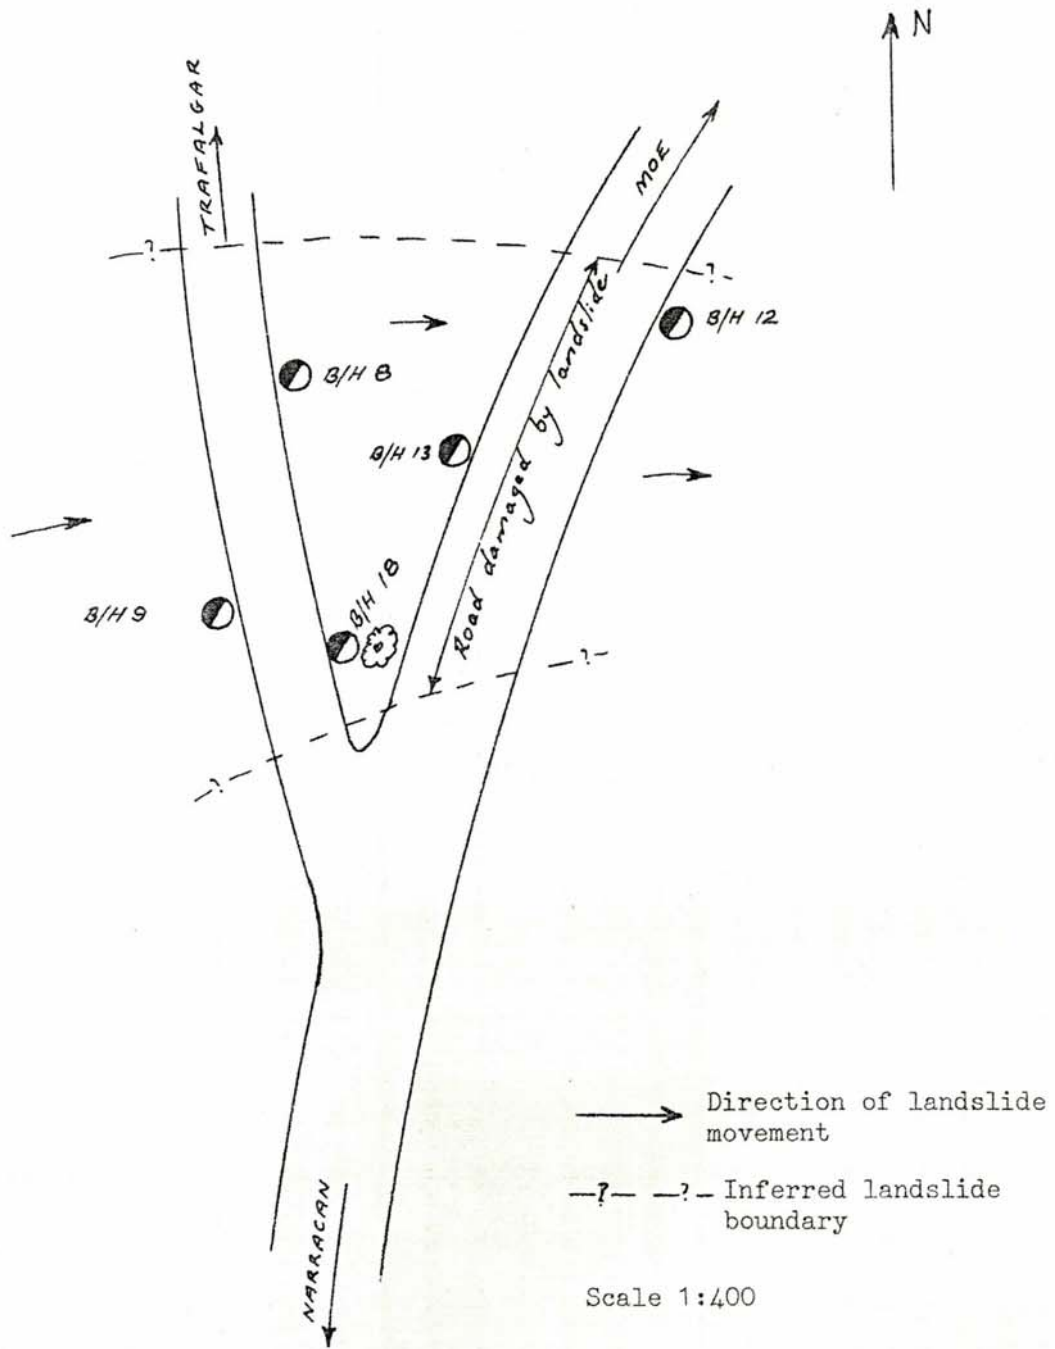 N
TRAFALGAR
MOE
?
?
B/H 12
B/H 8
B/H 13
Road damaged by landslide
B/H 9
B/H 18
?
?
Direction of landslide
movement
—?— —?— Inferred landslide
boundary
NARRACAN
Scale 1:400